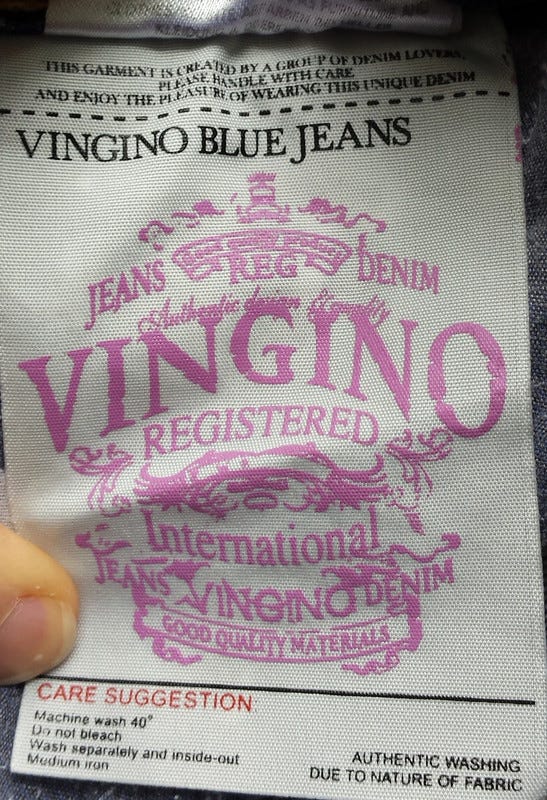 THIS GARMENT IS CREATED BY A GROUP OF DENIM LOVERS,
PLEASE HANDLE WITH CARE
AND ENJOY THE PLEASURE OF WEARING THIS UNIQUE DENIM
VINGINO BLUE JEANS
JEANS REG DENIM
Authentic design & quality
VINGINO
REGISTERED
International
JEANS VINGINO DENIM
GOOD QUALITY MATERIALS
CARE SUGGESTION
Machine wash 40°
Do not bleach
Wash separately and inside-out
Medium iron
AUTHENTIC WASHING
DUE TO NATURE OF FABRIC